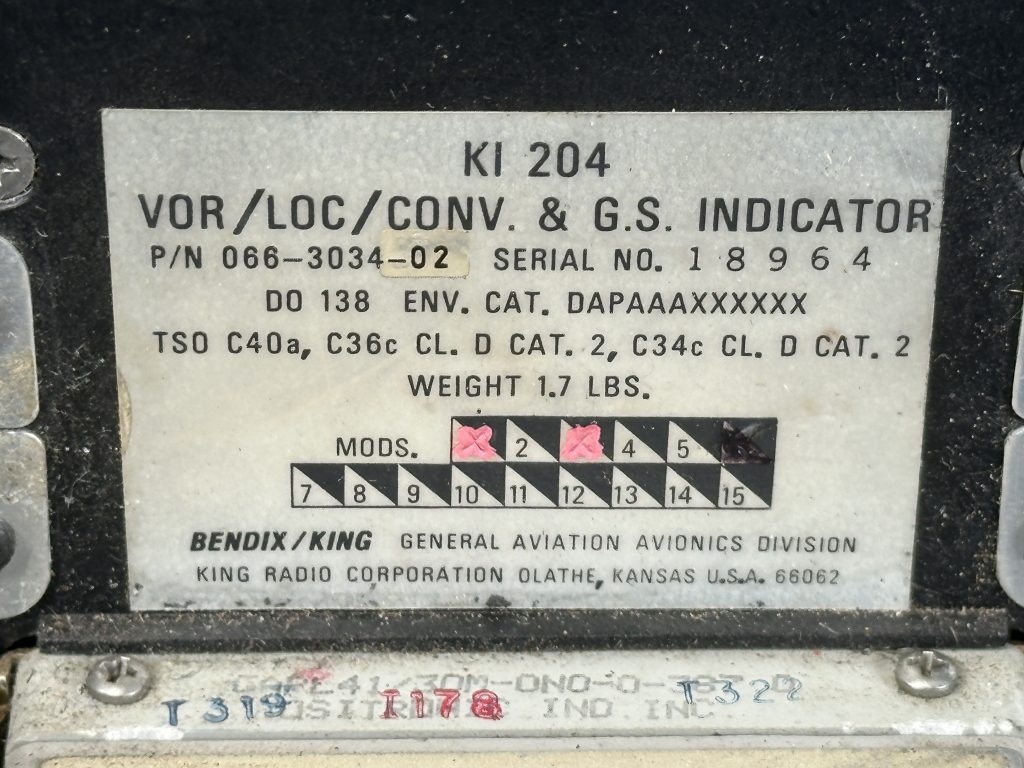 KI 204
VOR/LOC/CONV. & G.S. INDICATOR
P/N 066-3034-02 SERIAL NO. 18964
DO 138 ENV. CAT. DAPAAAXXXXXX
TSO C40a, C36c CL. D CAT. 2, C34c CL. D CAT. 2
WEIGHT 1.7 LBS.
MODS. 2 4 5
7 8 9 10 11 12 13 14 15
BENDIX/KING GENERAL AVIATION AVIONICS DIVISION
KING RADIO CORPORATION OLATHE, KANSAS U.S.A. 66062
T319 I178 T322
IND INC